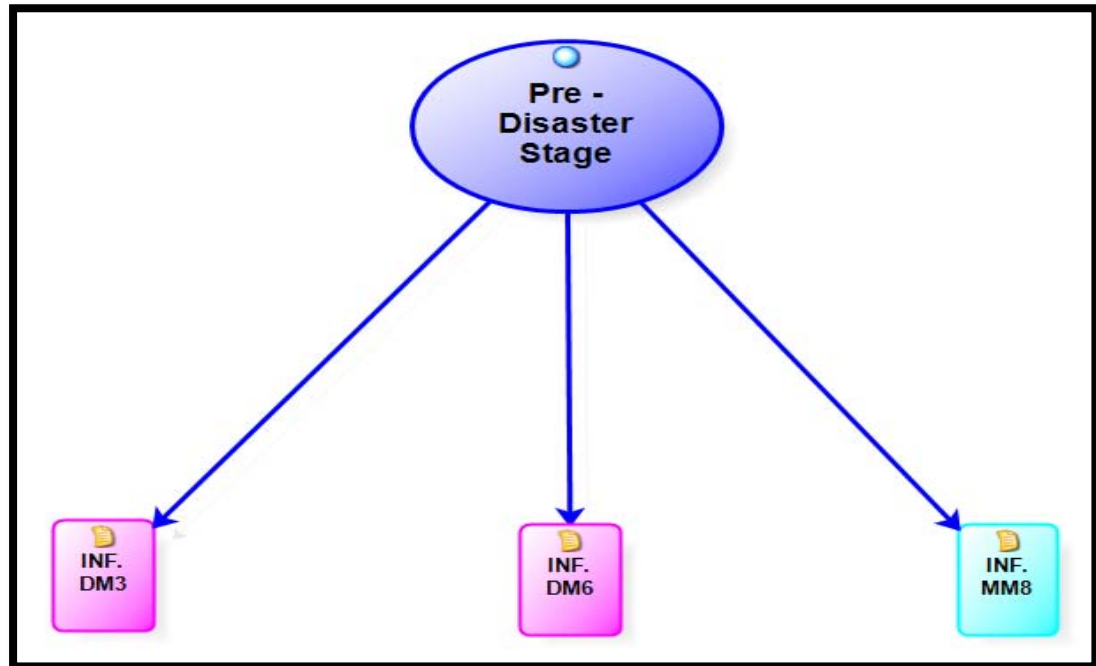 Pre -
Disaster
Stage
INF.
DM3
INF.
DM6
INF.
MM8